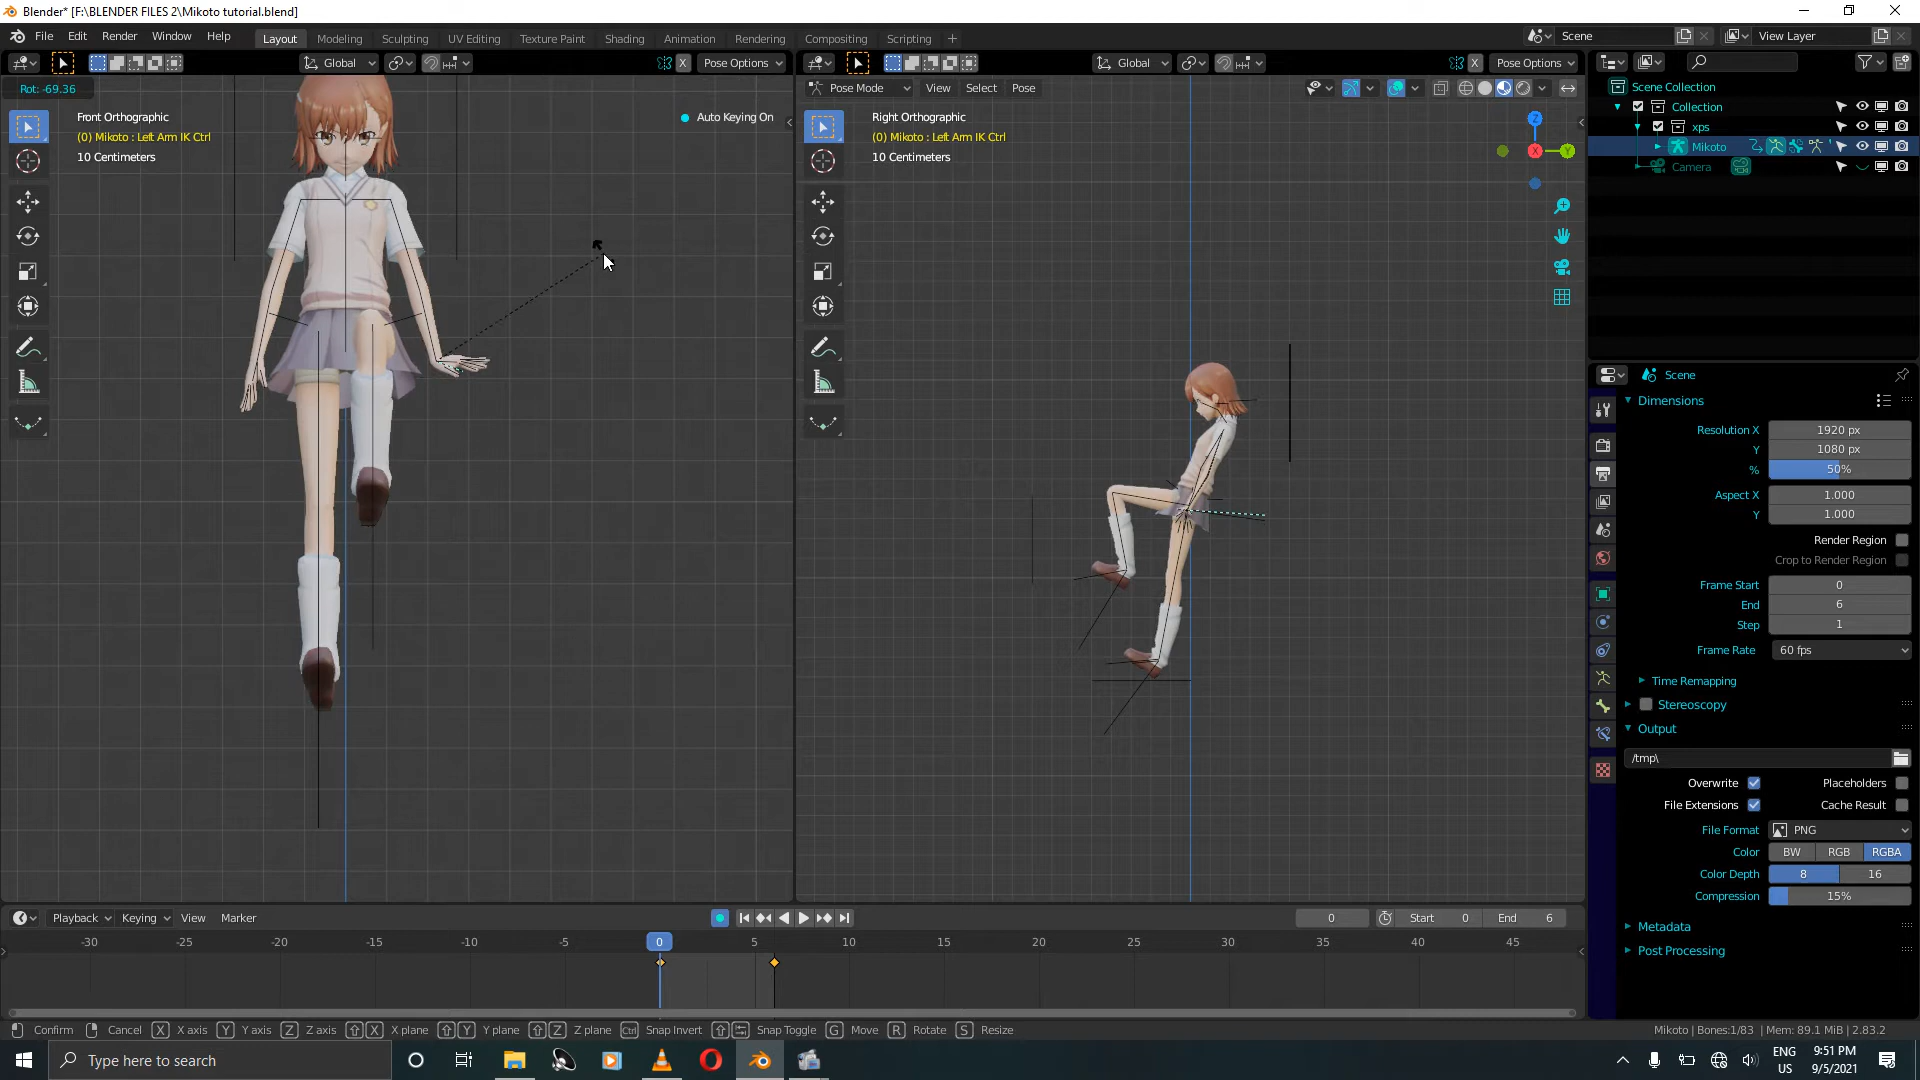 Blender* [F:\BLENDER FILES 2\Mikoto tutorial.blend]
File Edit Render Window Help
Layout Modeling Sculpting UV Editing Texture Paint Shading Animation Rendering Compositing Scripting
Scene View Layer
Global Pose Options
Global Pose Options
Rot: -69.36
Pose Mode View Select Pose
Front Orthographic
(0) Mikoto : Left Arm IK Ctrl
10 Centimeters
Auto Keying On
Right Orthographic
(0) Mikoto : Left Arm IK Ctrl
10 Centimeters
Z
Y
X
Scene Collection
Collection
xps
Mikoto
Camera
Scene
Dimensions
Resolution X 1920 px
Y 1080 px
% 50%
Aspect X 1.000
Y 1.000
Render Region
Crop to Render Region
Frame Start 0
End 6
Step 1
Frame Rate 60 fps
Time Remapping
Stereoscopy
Output
/tmp\
Overwrite Placeholders
File Extensions Cache Result
File Format PNG
Color BW RGB RGBA
Color Depth 8 16
Compression 15%
Metadata
Post Processing
Playback Keying View Marker
0 Start 0 End 6
-30 -25 -20 -15 -10 -5 0 5 10 15 20 25 30 35 40 45
Confirm Cancel X X axis Y Y axis Z Z axis X X plane Y Y plane Z Z plane Ctrl Snap Invert Snap Toggle G Move R Rotate S Resize
Mikoto | Bones:1/83 | Mem: 89.1 MiB | 2.83.2
Type here to search
ENG
US
9:51 PM
9/5/2021